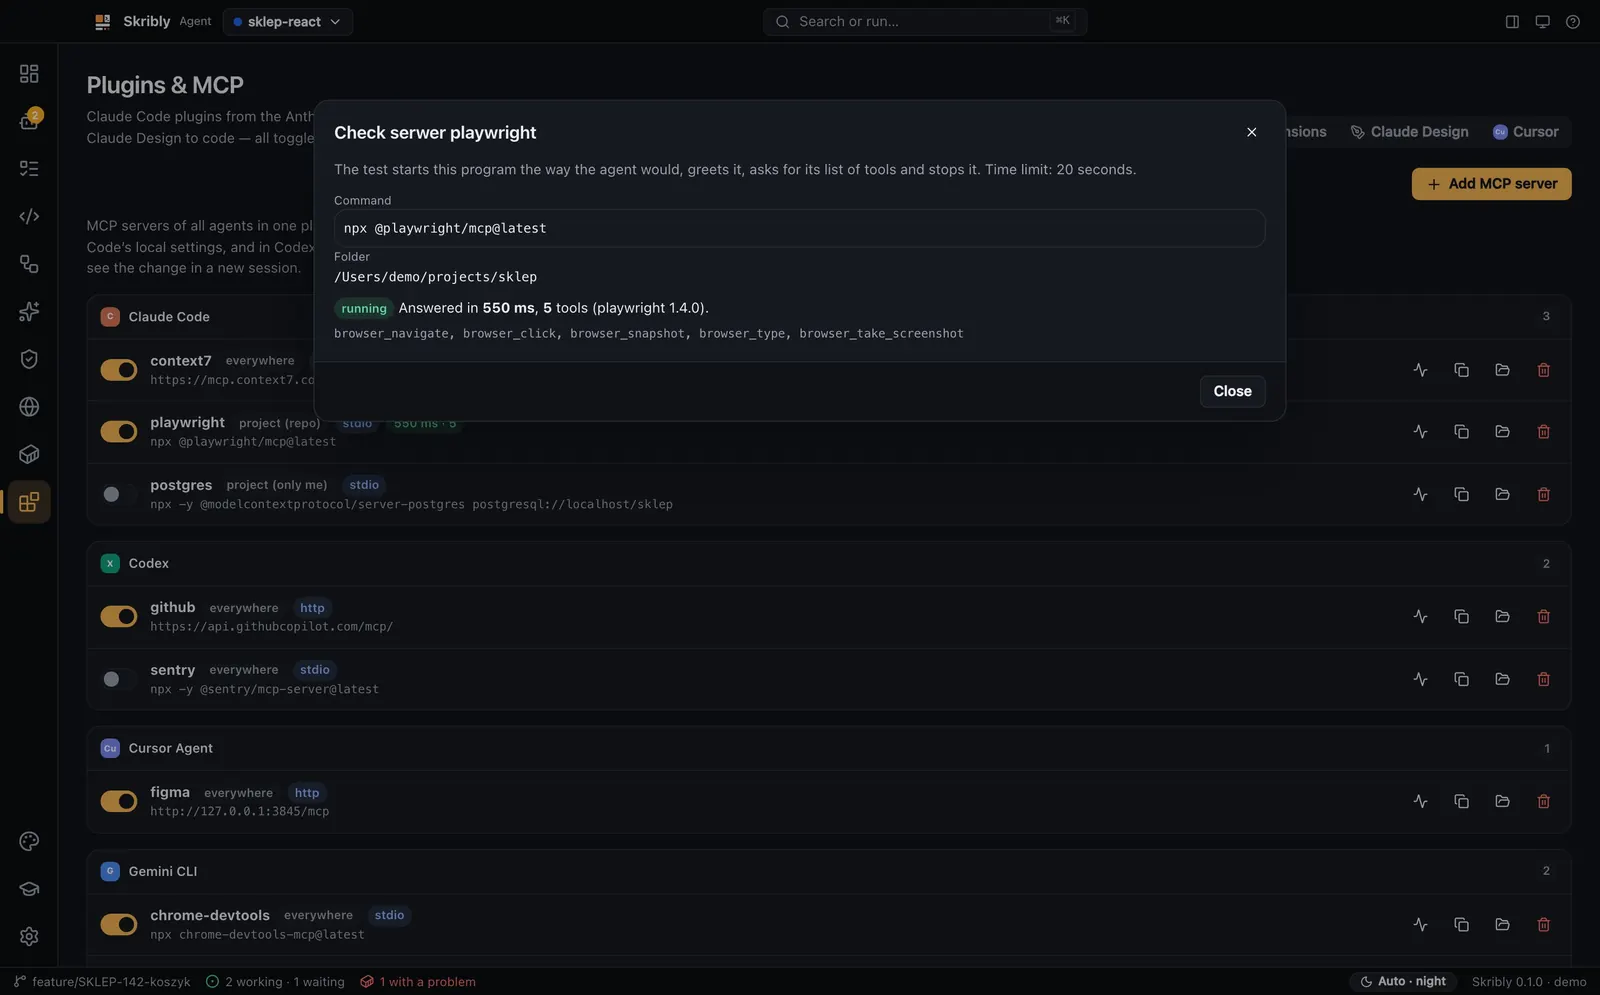 Skribly Agent sklep-react
Search or run... ⌘K
Plugins & MCP
Claude Code plugins from the Anth
Claude Design to code — all toggle
nsions Claude Design Cu Cursor
+ Add MCP server
Check serwer playwright
The test starts this program the way the agent would, greets it, asks for its list of tools and stops it. Time limit: 20 seconds.
Command
npx @playwright/mcp@latest
Folder
/Users/demo/projects/sklep
running Answered in 550 ms, 5 tools (playwright 1.4.0).
browser_navigate, browser_click, browser_snapshot, browser_type, browser_take_screenshot
Close
2
MCP servers of all agents in one pl
Code's local settings, and in Codex
see the change in a new session.
C Claude Code 3
context7 everywhere
https://mcp.context7.co
playwright project (repo) stdio 550 ms · 5
npx @playwright/mcp@latest
postgres project (only me) stdio
npx -y @modelcontextprotocol/server-postgres postgresql://localhost/sklep
X Codex 2
github everywhere http
https://api.githubcopilot.com/mcp/
sentry everywhere stdio
npx -y @sentry/mcp-server@latest
Cu Cursor Agent 1
figma everywhere http
http://127.0.0.1:3845/mcp
G Gemini CLI 2
chrome-devtools everywhere stdio
npx chrome-devtools-mcp@latest
feature/SKLEP-142-koszyk 2 working · 1 waiting 1 with a problem
Auto · night Skribly 0.1.0 · demo